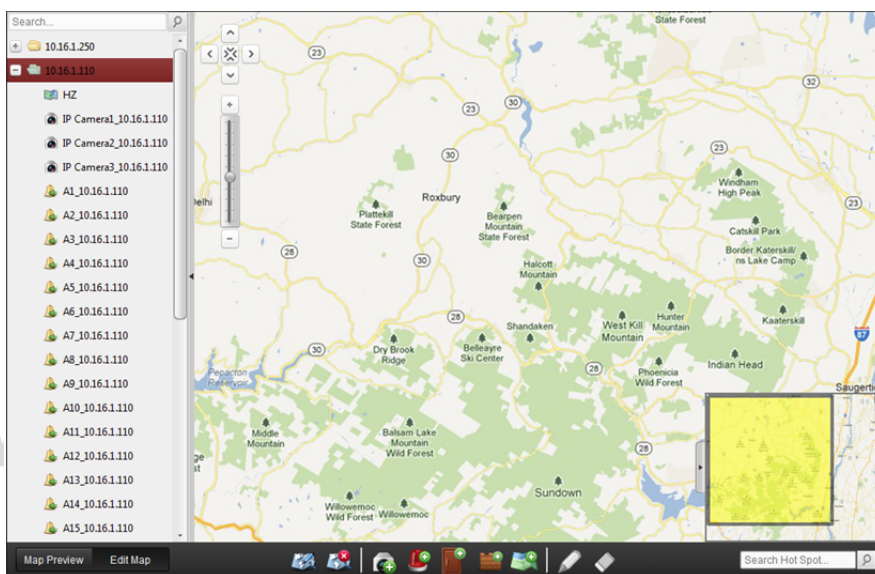 Search...
10.16.1.250
10.16.1.110
HZ
IP Camera1_10.16.1.110
IP Camera2_10.16.1.110
IP Camera3_10.16.1.110
A1_10.16.1.110
A2_10.16.1.110
A3_10.16.1.110
A4_10.16.1.110
A5_10.16.1.110
A6_10.16.1.110
A7_10.16.1.110
A8_10.16.1.110
A9_10.16.1.110
A10_10.16.1.110
A11_10.16.1.110
A12_10.16.1.110
A13_10.16.1.110
A14_10.16.1.110
A15_10.16.1.110
State Forest
23
32
30
23
23
30
Windham
High Peak
elhi
Roxbury
23
Plattekill
State Forest
Bearpen
Mountain
State Forest
Catskill Park
28
30
Border Katerskill/
ns Lake Camp
Halcott
Mountain
28
Shandaken
West Kill
Mountain
Hunter
Mountain
Kaaterskill
87
30
Dry Brook
Ridge
Belleayre
Ski Center
28
Phoenicia
Wild Forest
Indian Head
Pepacton
Reservoir
Saugerti
Middle
Mountain
Balsam Lake
Mountain
Wild Forest
28
ge
st
Willowemoc
Wild Forest
Willowemoc
Sundown
Map Preview
Edit Map
Search Hot Spot...